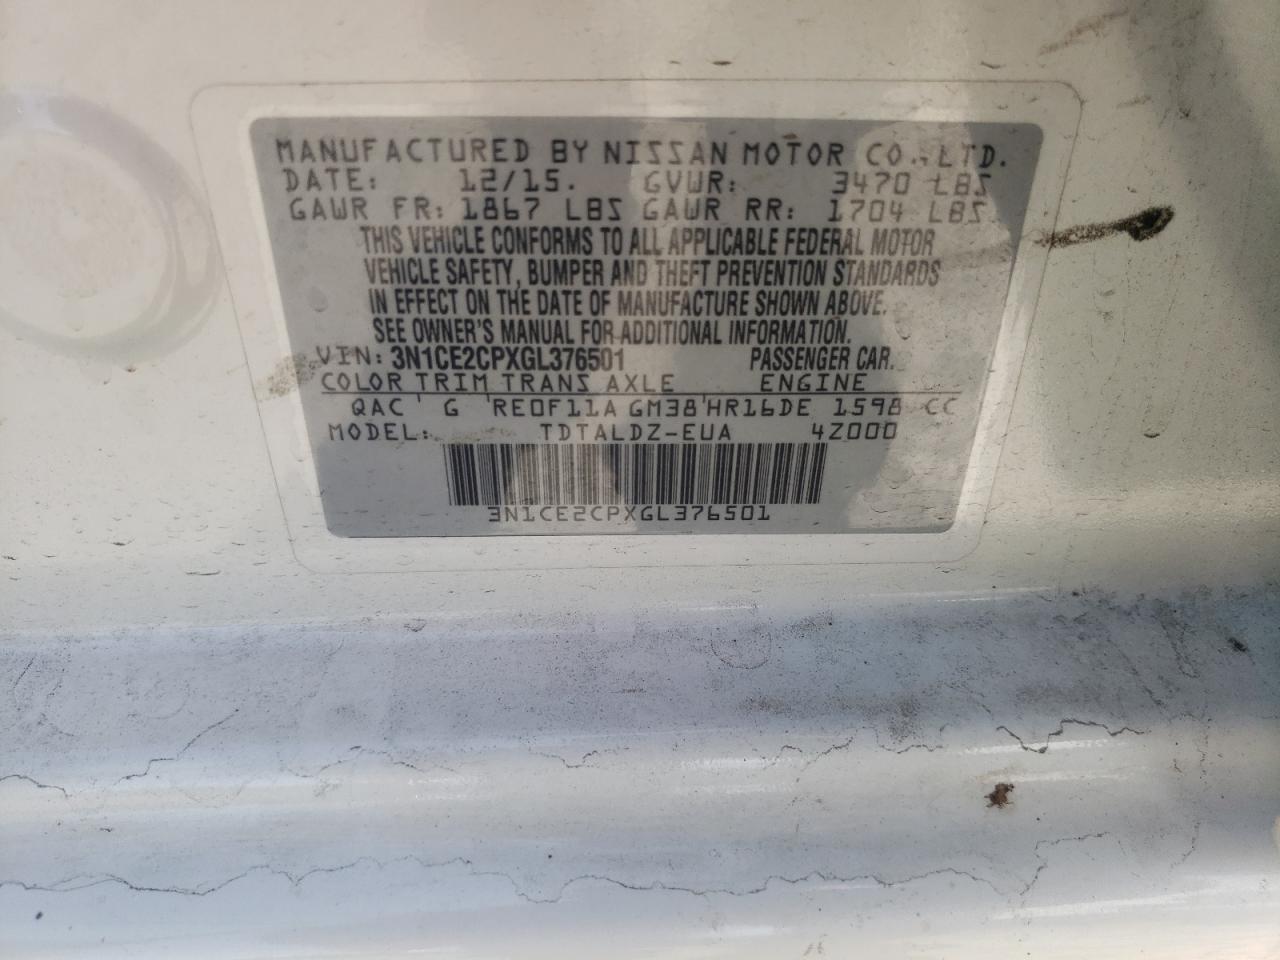 MANUFACTURED BY NISSAN MOTOR CO., LTD.
DATE: 12/15. GVWR: 3470 LBS
GAWR FR: 1867 LBS GAWR RR: 1704 LBS
THIS VEHICLE CONFORMS TO ALL APPLICABLE FEDERAL MOTOR
VEHICLE SAFETY, BUMPER AND THEFT PREVENTION STANDARDS
IN EFFECT ON THE DATE OF MANUFACTURE SHOWN ABOVE.
SEE OWNER'S MANUAL FOR ADDITIONAL INFORMATION.
VIN: 3N1CE2CPXGL376501 PASSENGER CAR.
COLOR TRIM TRANS AXLE ENGINE
QAC ' G ' RE0F11A GM38 ' HR16DE 1598 CC
MODEL: TDTALDZ-EUA 4Z000
3N1CE2CPXGL376501